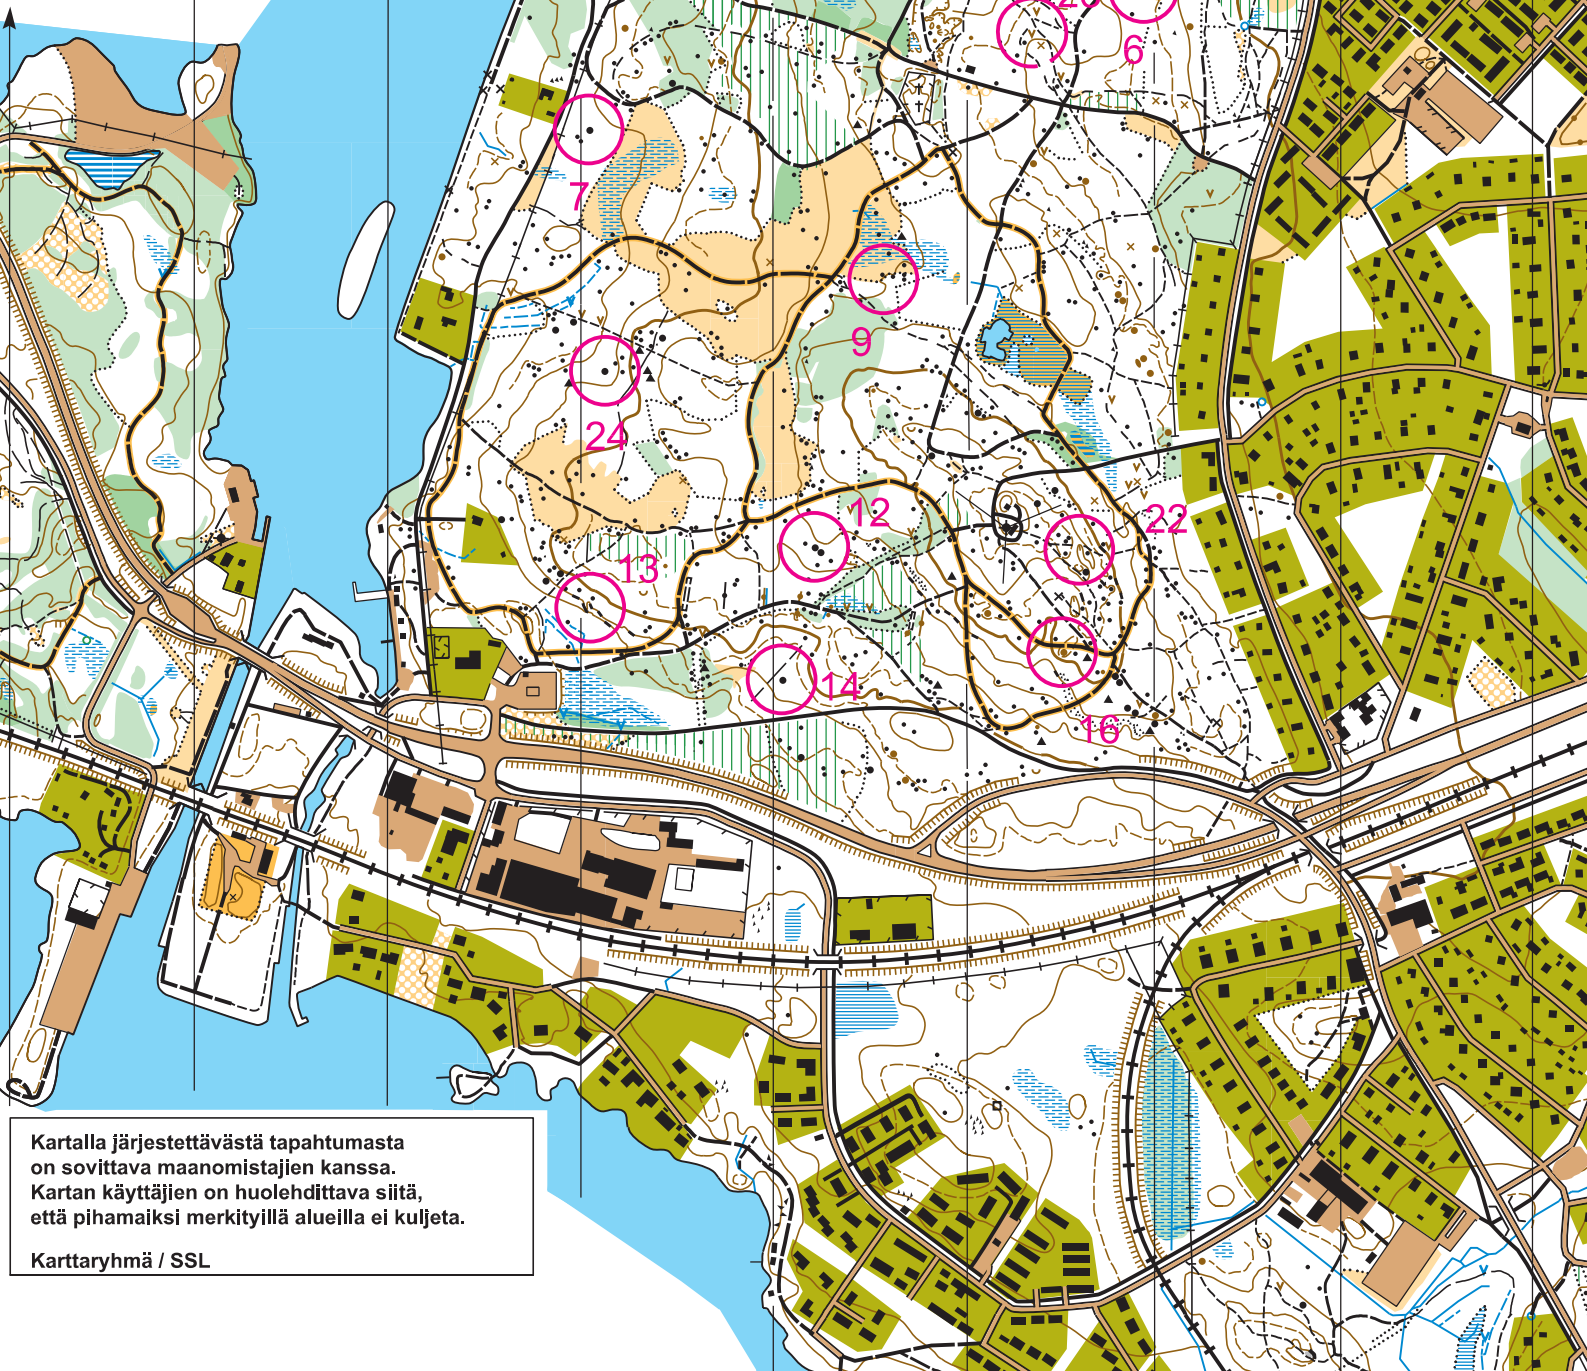 6
7
9
24
12
22
13
14
16
Kartalla järjestettävästä tapahtumasta
on sovittava maanomistajien kanssa.
Kartan käyttäjien on huolehdittava siitä,
että pihamaiksi merkityillä alueilla ei kuljeta.
Karttaryhmä / SSL